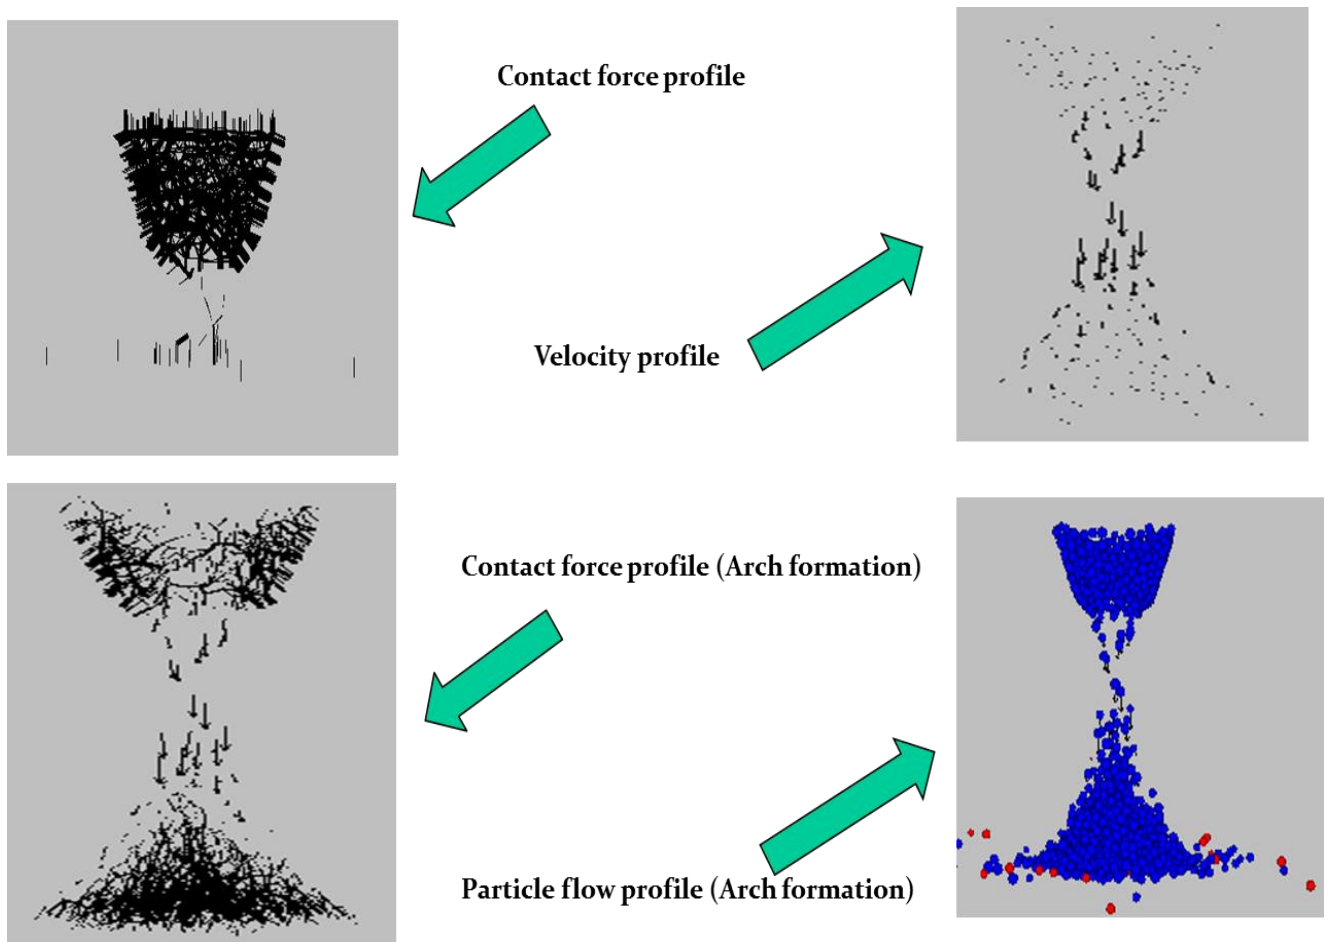 Contact force profile
Velocity profile
Contact force profile (Arch formation)
Particle flow profile (Arch formation)